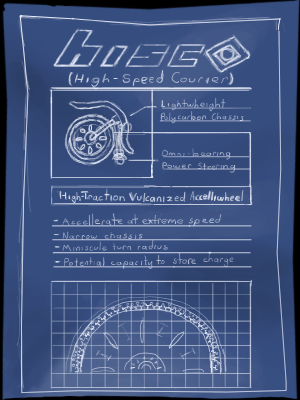 HISCO
(High-Speed Courier)
Lightweight
Polycarbon Chassis
Omni-bearing
Power Steering
High-Traction Vulcanized Accelliwheel
- Accellerate at extreme speed
- Narrow chassis
- Miniscule turn radius
- Potential capacity to store charge